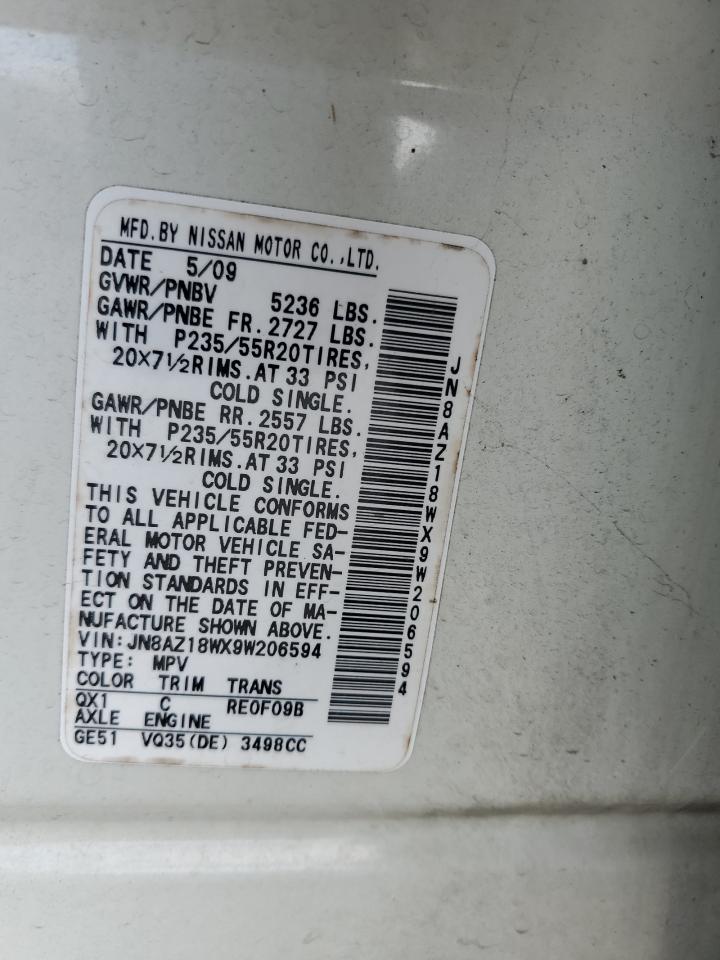 MFD.BY NISSAN MOTOR CO.,LTD.
DATE 5/09
GVWR/PNBV 5236 LBS.
GAWR/PNBE FR.2727 LBS.
WITH P235/55R20TIRES,
20X7½RIMS.AT 33 PSI
COLD SINGLE.
GAWR/PNBE RR.2557 LBS.
WITH P235/55R20TIRES,
20X7½RIMS.AT 33 PSI
COLD SINGLE.
THIS VEHICLE CONFORMS
TO ALL APPLICABLE FED-
ERAL MOTOR VEHICLE SA-
FETY AND THEFT PREVEN-
TION STANDARDS IN EFF-
ECT ON THE DATE OF MA-
NUFACTURE SHOWN ABOVE.
VIN:JN8AZ18WX9W206594
TYPE: MPV
COLOR TRIM TRANS
QX1 C RE0F09B
AXLE ENGINE
GE51 VQ35(DE) 3498CC
JN8AZ18WX9W206594